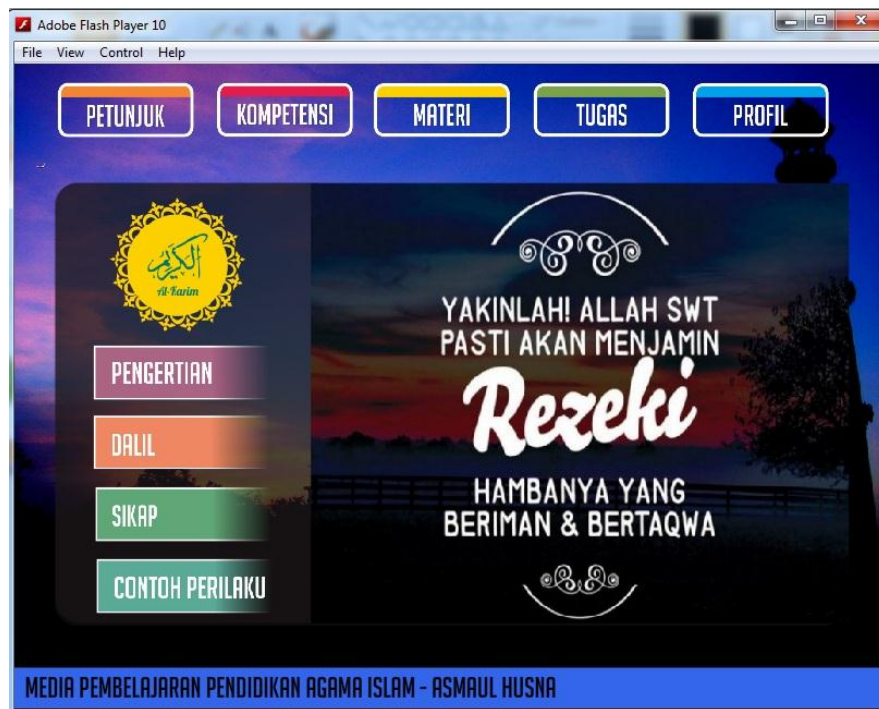 Adobe Flash Player 10
File View Control Help
PETUNJUK
KOMPETENSI
MATERI
TUGAS
PROFIL
الكريم
Al-Karim
PENGERTIAN
DALIL
SIKAP
CONTOH PERILAKU
YAKINLAH! ALLAH SWT
PASTI AKAN MENJAMIN
Rezeki
HAMBANYA YANG
BERIMAN & BERTAQWA
MEDIA PEMBELAJARAN PENDIDIKAN AGAMA ISLAM - ASMAUL HUSNA